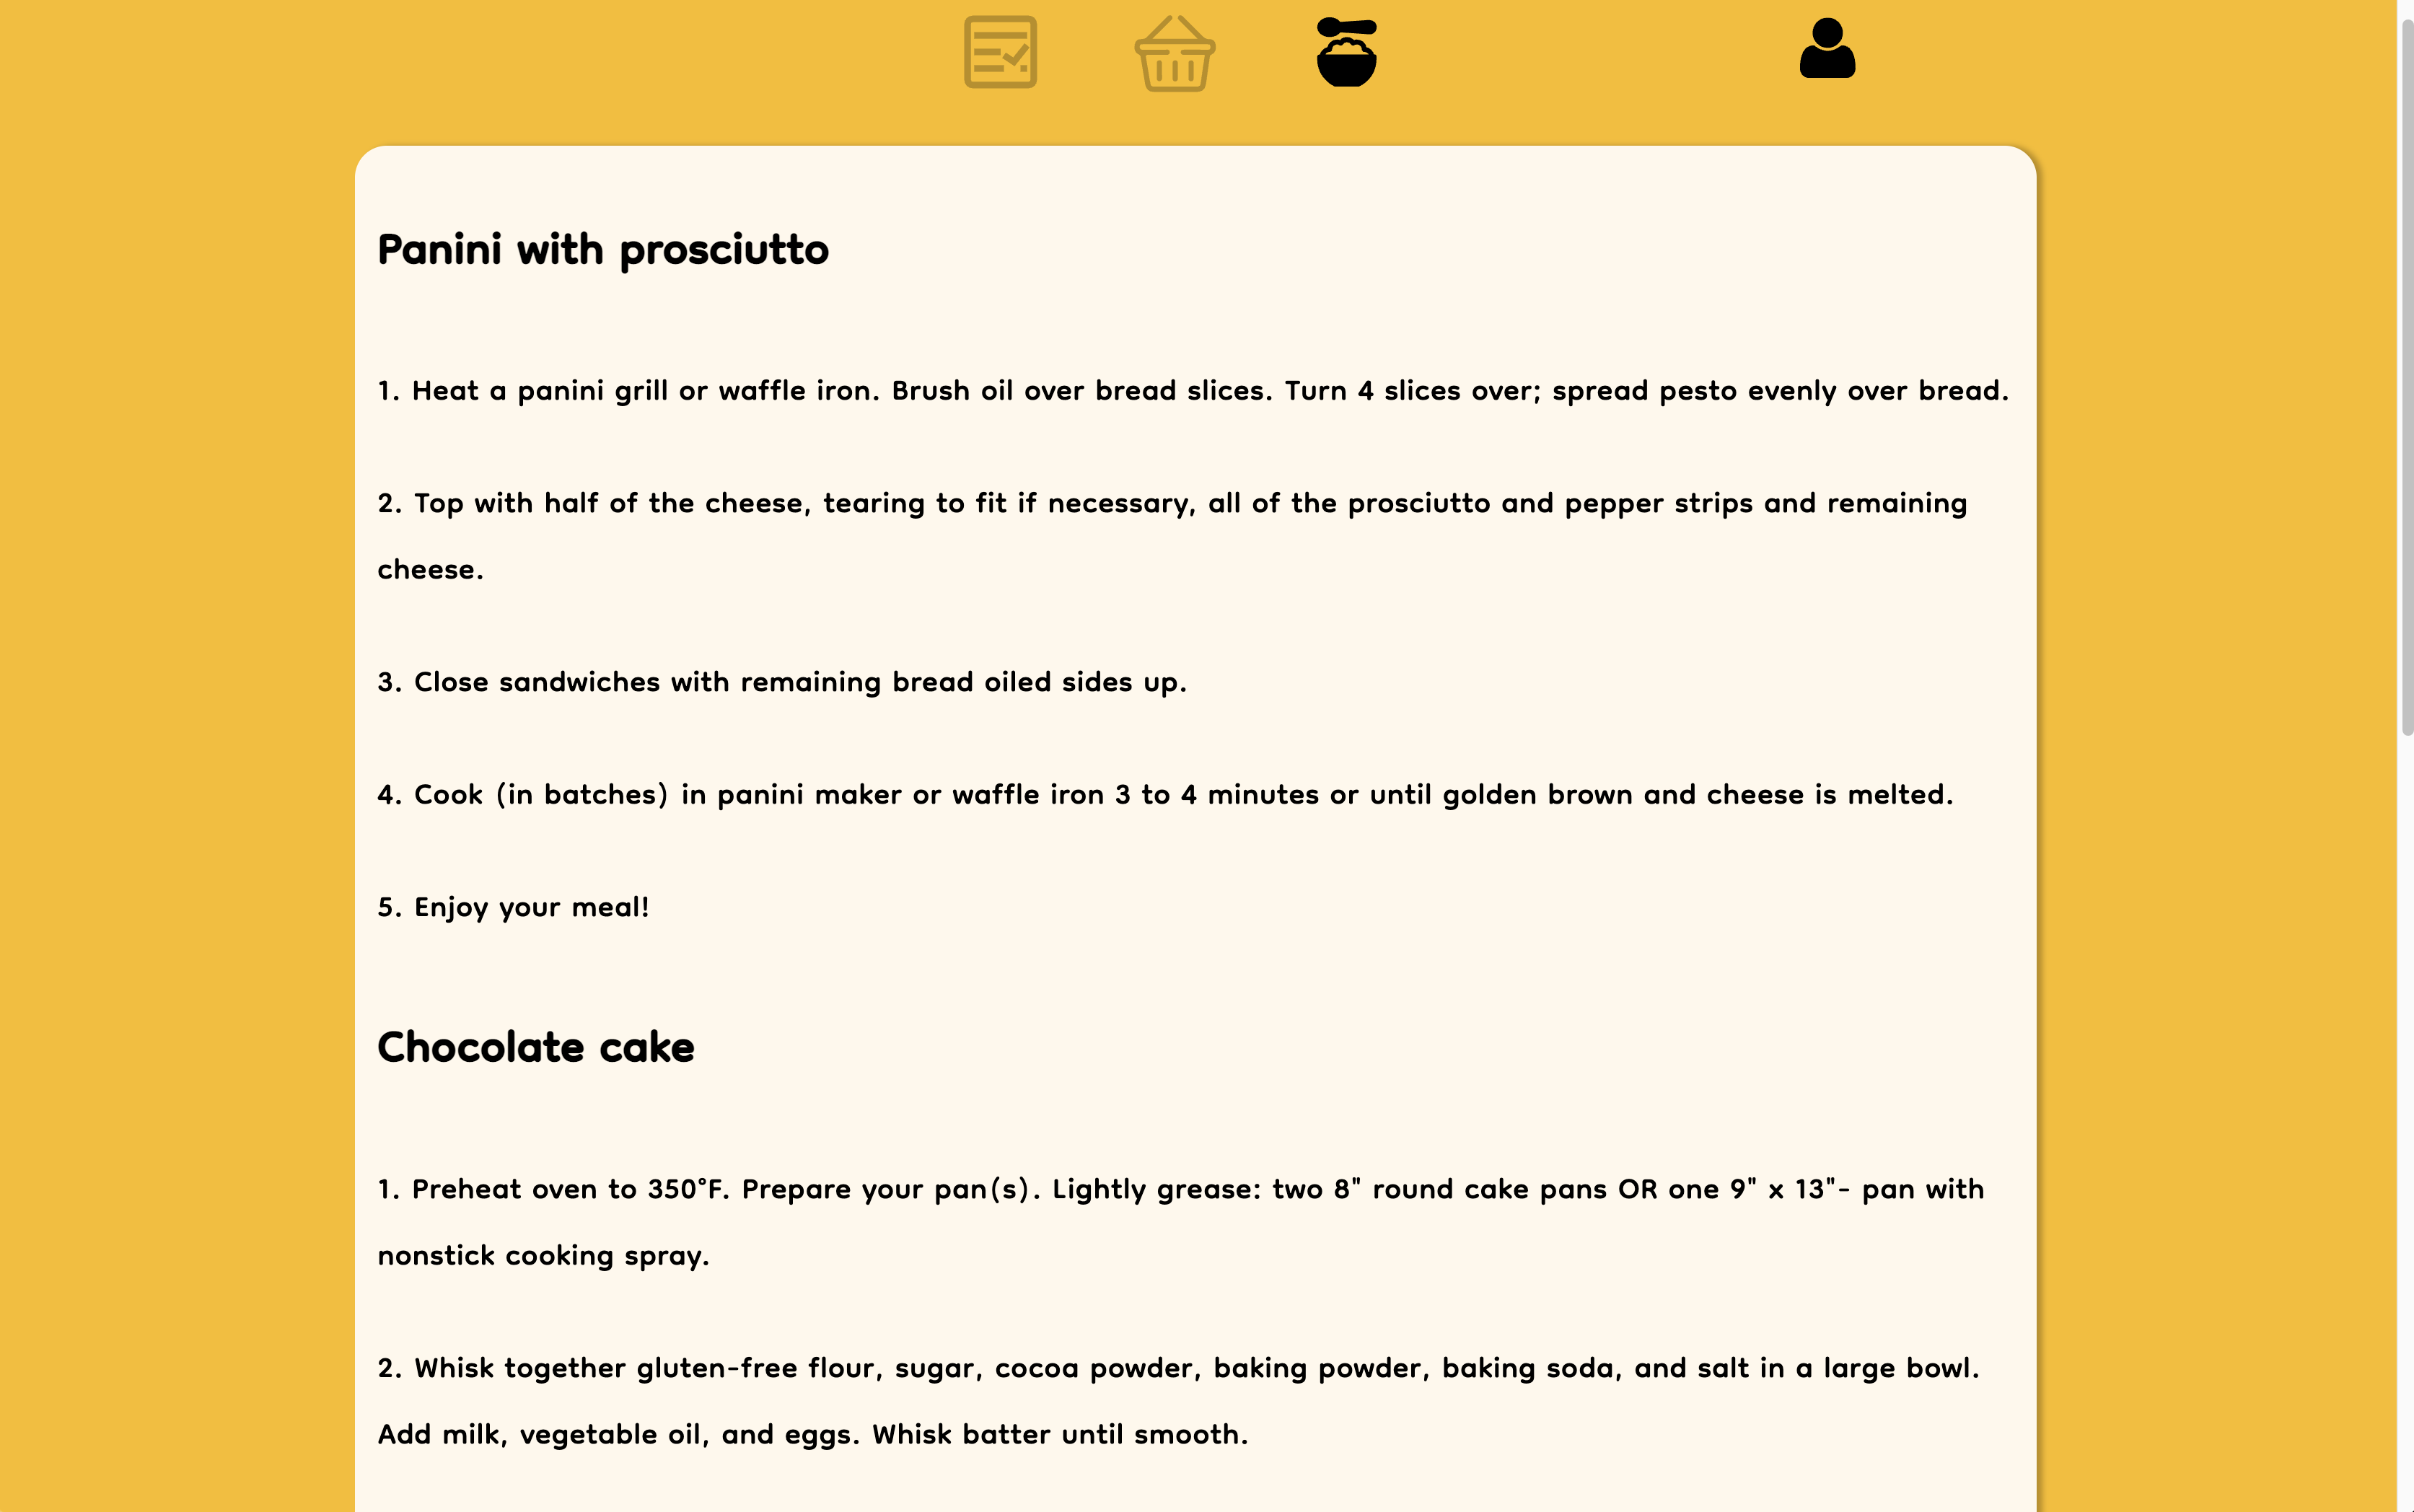 Panini with prosciutto
1. Heat a panini grill or waffle iron. Brush oil over bread slices. Turn 4 slices over; spread pesto evenly over bread.
2. Top with half of the cheese, tearing to fit if necessary, all of the prosciutto and pepper strips and remaining
cheese.
3. Close sandwiches with remaining bread oiled sides up.
4. Cook (in batches) in panini maker or waffle iron 3 to 4 minutes or until golden brown and cheese is melted.
5. Enjoy your meal!
Chocolate cake
1. Preheat oven to 350°F. Prepare your pan(s). Lightly grease: two 8" round cake pans OR one 9" x 13"- pan with
nonstick cooking spray.
2. Whisk together gluten-free flour, sugar, cocoa powder, baking powder, baking soda, and salt in a large bowl.
Add milk, vegetable oil, and eggs. Whisk batter until smooth.